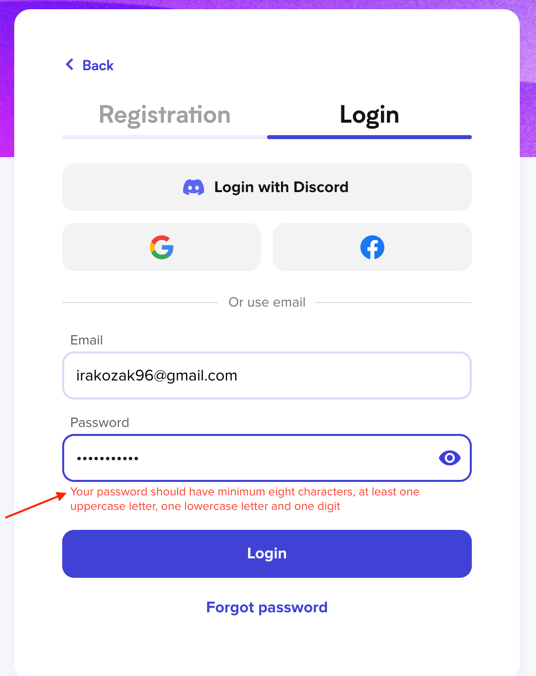 Back
Registration
Login
Login with Discord
Or use email
Email
irakozak96@gmail.com
Password
•••••••••••
Your password should have minimum eight characters, at least one
uppercase letter, one lowercase letter and one digit
Login
Forgot password